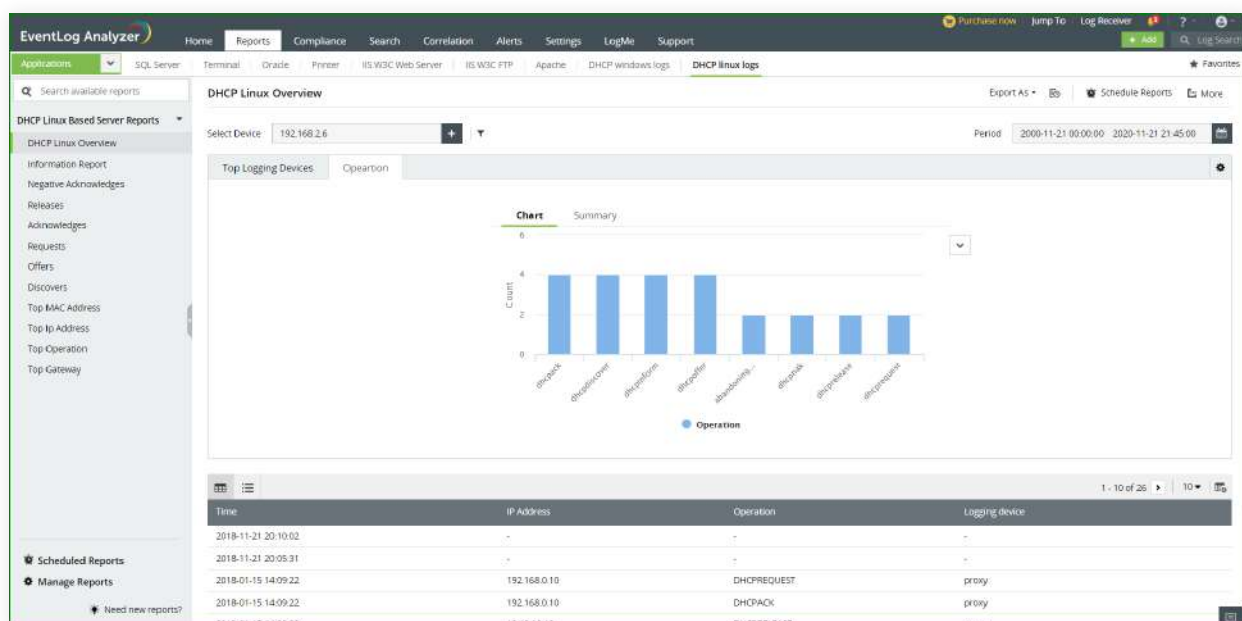 Purchase now Jump To Log Receiver ?
EventLog Analyzer
Home Reports Compliance Search Correlation Alerts Settings LogMe Support
+ Add Log Search
Applications SQL Server Terminal Oracle Printer IIS W3C Web Server IIS W3C FTP Apache DHCP windows logs DHCP linux logs Favorites
Search available reports
DHCP Linux Overview
Export As Schedule Reports More
DHCP Linux Based Server Reports
Select Device 192.168.2.6 + Period 2000-11-21 00:00:00 2020-11-21 21:45:00
DHCP Linux Overview
Information Report
Negative Acknowledges
Releases
Acknowledges
Requests
Offers
Discovers
Top MAC Address
Top Ip Address
Top Operation
Top Gateway
Top Logging Devices Opeartion
Chart Summary
6
4
2
0
Count
dhcpack
dhcpdiscover
dhcpinform
dhcpoffer
abandoning...
dhcpnak
dhcprelease
dhcprequest
Operation
1 - 10 of 26 10
Time IP Address Operation Logging device
2018-11-21 20:10:02 - - -
2018-11-21 20:05:31 - - -
2018-01-15 14:09:22 192.168.0.10 DHCPREQUEST proxy
2018-01-15 14:09:22 192.168.0.10 DHCPACK proxy
Scheduled Reports
Manage Reports
Need new reports?